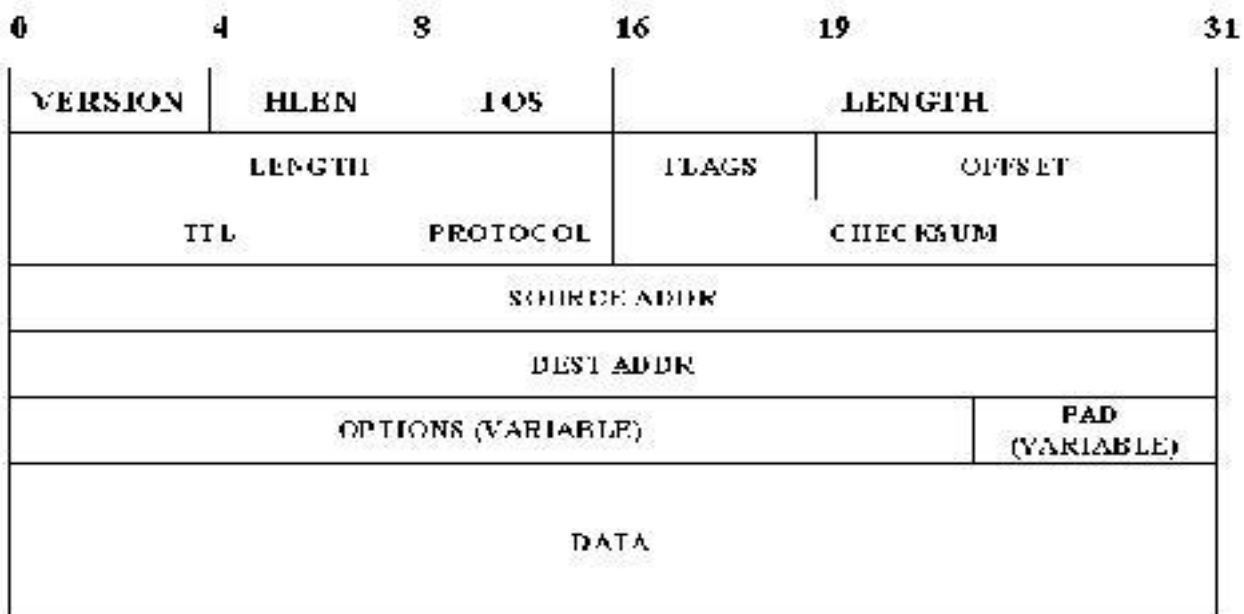 0 4 8 16 19 31
VERSION HLEN TOS LENGTH
LENGTH FLAGS OFFSET
TTL PROTOCOL CHECKSUM
SOURCE ADDR
DEST ADDR
OPTIONS (VARIABLE) PAD
(VARIABLE)
DATA